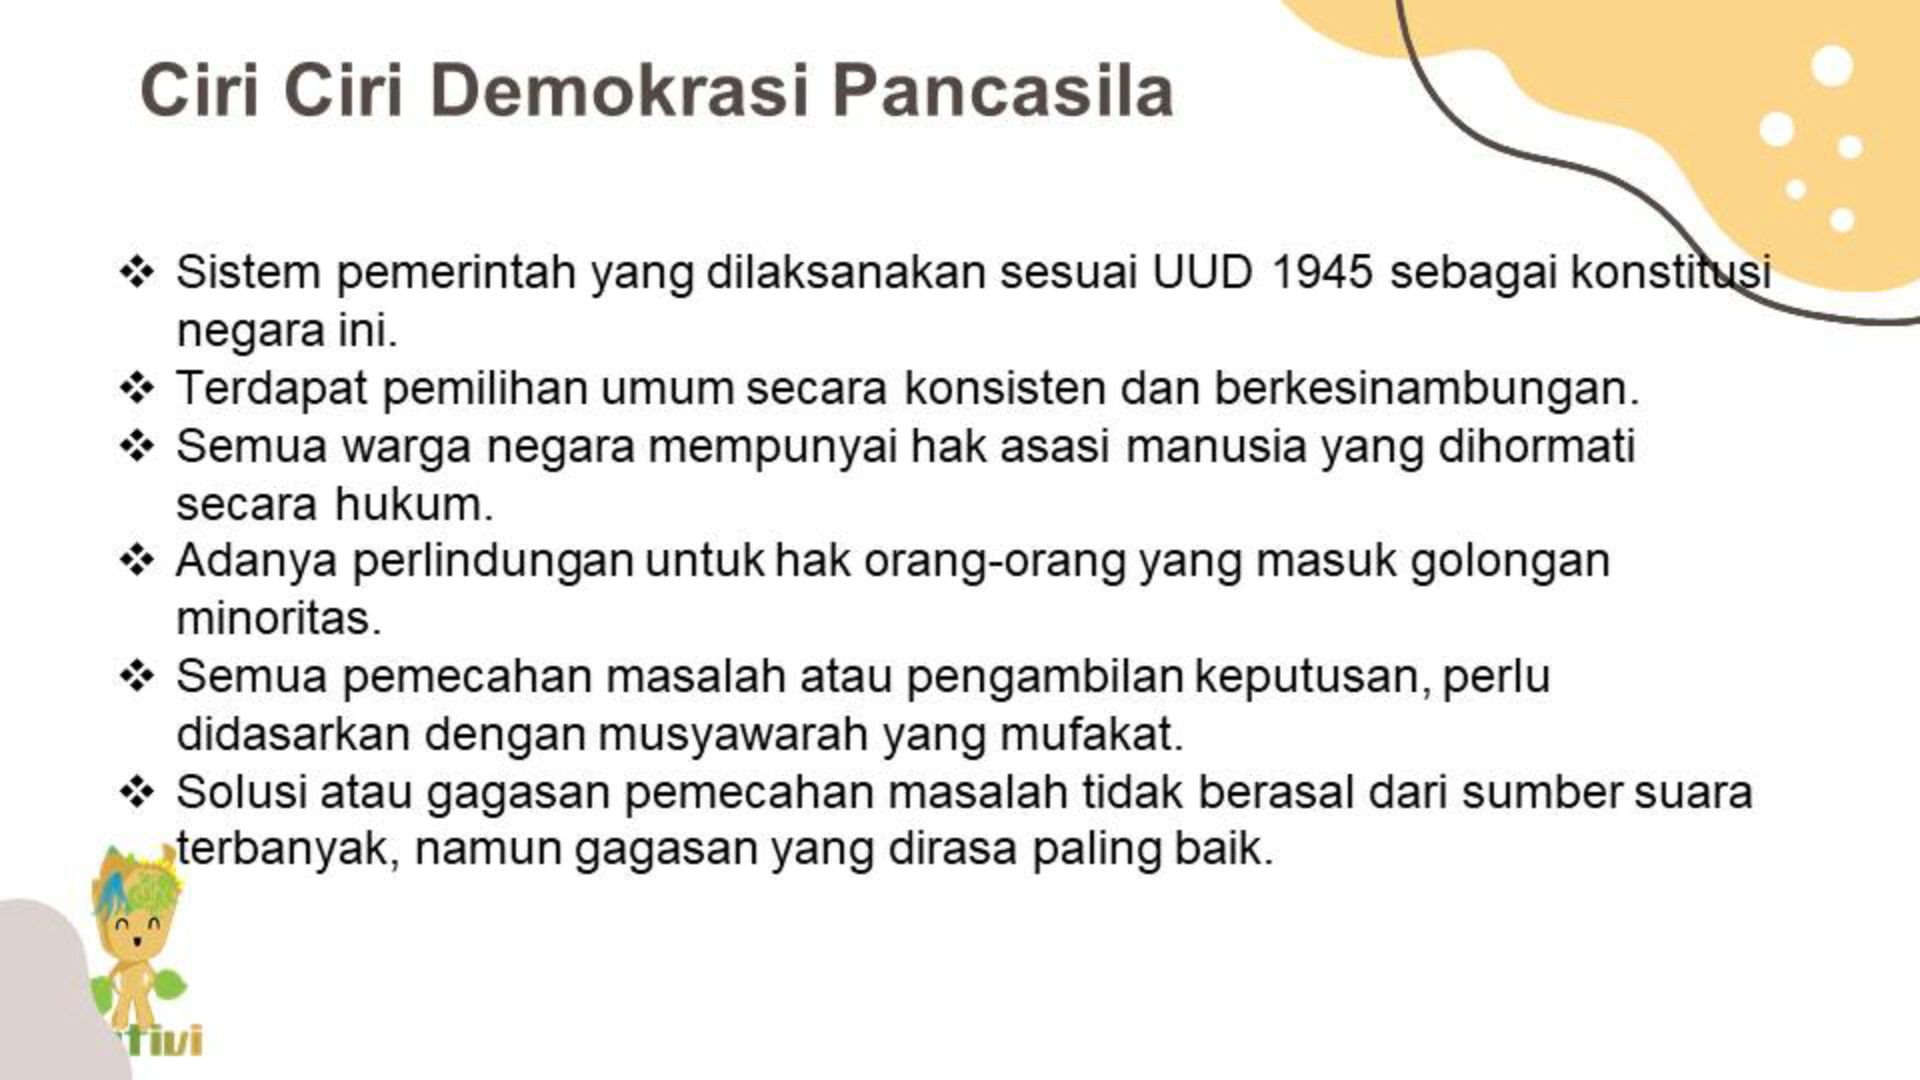 Ciri Ciri Demokrasi Pancasila
❖ Sistem pemerintah yang dilaksanakan sesuai UUD 1945 sebagai konstitusi
negara ini.
❖ Terdapat pemilihan umum secara konsisten dan berkesinambungan.
❖ Semua warga negara mempunyai hak asasi manusia yang dihormati
secara hukum.
❖ Adanya perlindungan untuk hak orang-orang yang masuk golongan
minoritas.
❖ Semua pemecahan masalah atau pengambilan keputusan, perlu
didasarkan dengan musyawarah yang mufakat.
❖ Solusi atau gagasan pemecahan masalah tidak berasal dari sumber suara
terbanyak, namun gagasan yang dirasa paling baik.